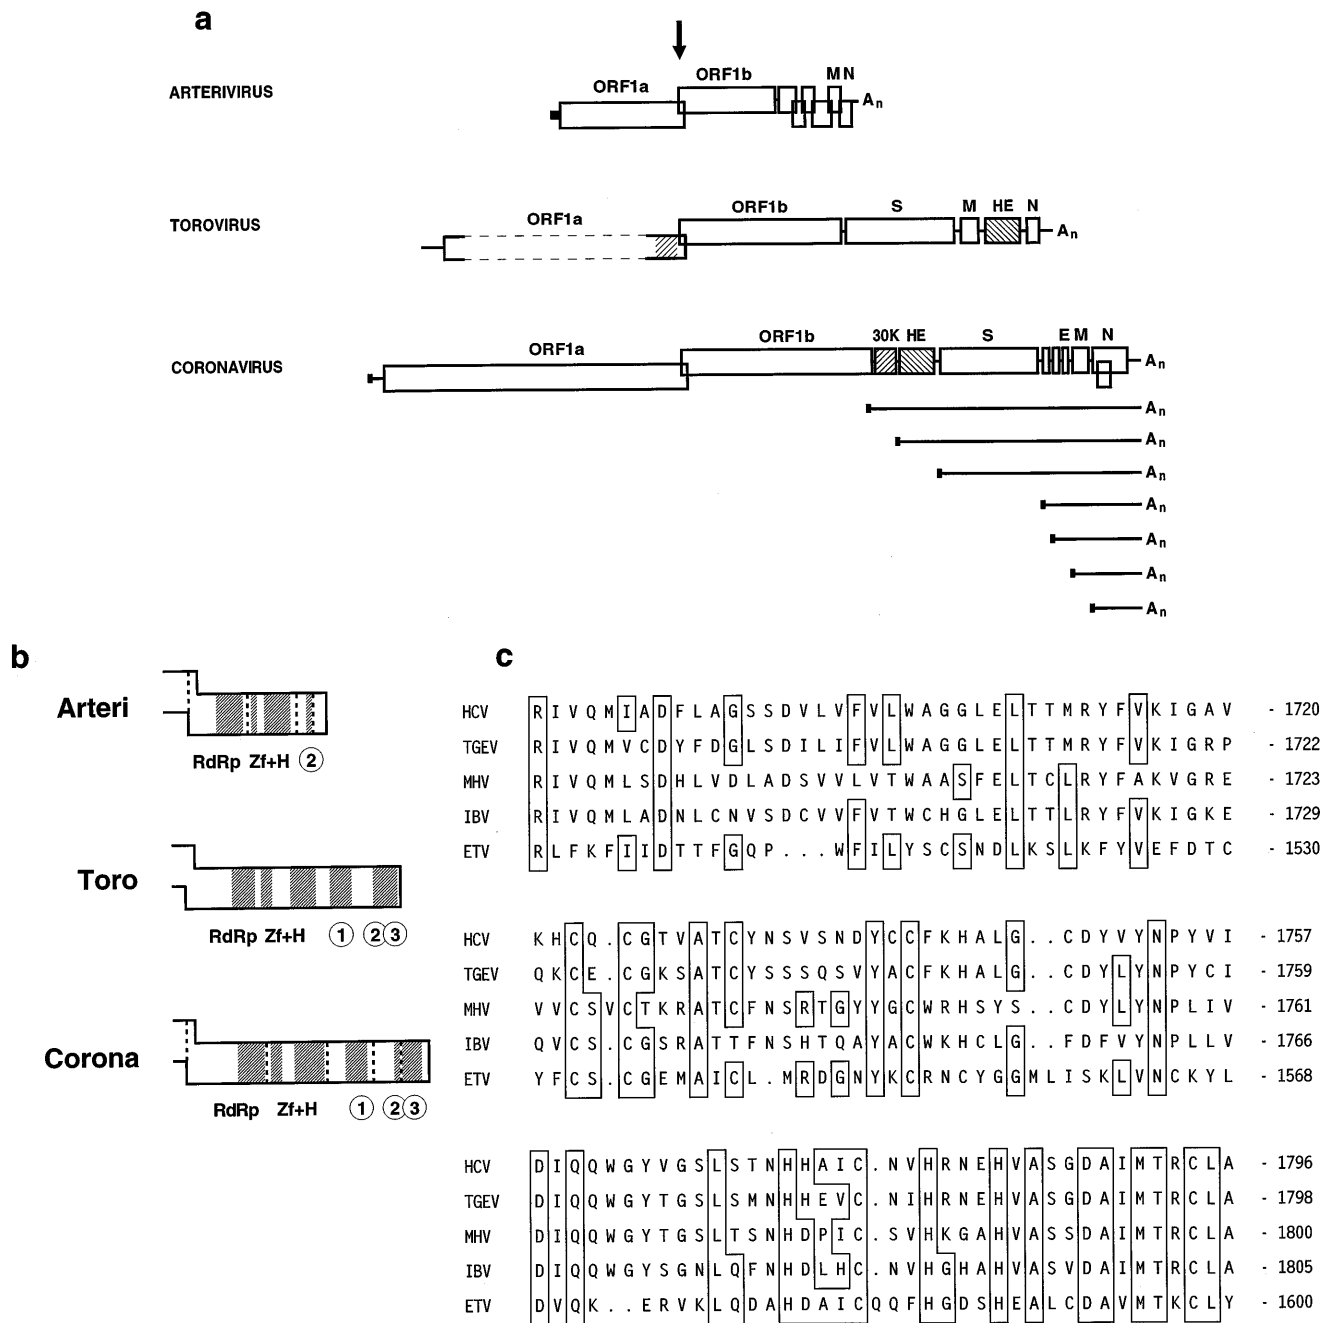 a
ARTERIVIRUS
ORF1a
ORF1b
M N
An
TOROVIRUS
ORF1a
ORF1b
S
M
HE
N
An
CORONAVIRUS
ORF1a
ORF1b
30K
HE
S
E M
N
An
An
An
An
An
An
An
An
b
Arteri
RdRp Zf+H 2
Toro
RdRp Zf+H 1 2 3
Corona
RdRp Zf+H 1 2 3
c
HCV R I V Q M I A D F L A G S S D V L V F V L W A G G L E L T T M R Y F V K I G A V - 1720
TGEV R I V Q M V C D Y F D G L S D I L I F V L W A G G L E L T T M R Y F V K I G R P - 1722
MHV R I V Q M L S D H L V D L A D S V V L V T W A A S F E L T C L R Y F A K V G R E - 1723
IBV R I V Q M L A D N L C N V S D C V V F V T W C H G L E L T T L R Y F V K I G K E - 1729
ETV R L F K F I I D T T F G Q P . . . W F I L Y S C S N D L K S L K F Y V E F D T C - 1530
HCV K H C Q . C G T V A T C Y N S V S N D Y C C F K H A L G . . C D Y V Y N P Y V I - 1757
TGEV Q K C E . C G K S A T C Y S S S Q S V Y A C F K H A L G . . C D Y L Y N P Y C I - 1759
MHV V V C S V C T K R A T C F N S R T G Y Y G C W R H S Y S . . C D Y L Y N P L I V - 1761
IBV Q V C S . C G S R A T T F N S H T Q A Y A C W K H C L G . . F D F V Y N P L L V - 1766
ETV Y F C S . C G E M A I C L . M R D G N Y K C R N C Y G G M L I S K L V N C K Y L - 1568
HCV D I Q Q W G Y V G S L S T N H H A I C . N V H R N E H V A S G D A I M T R C L A - 1796
TGEV D I Q Q W G Y T G S L S M N H H E V C . N I H R N E H V A S G D A I M T R C L A - 1798
MHV D I Q Q W G Y T G S L T S N H D P I C . S V H K G A H V A S S D A I M T R C L A - 1800
IBV D I Q Q W G Y S G N L Q F N H D L H C . N V H G H A H V A S V D A I M T R C L A - 1805
ETV D V Q K . . E R V K L Q D A H D A I C Q Q F H G D S H E A L C D A V M T K C L Y - 1600